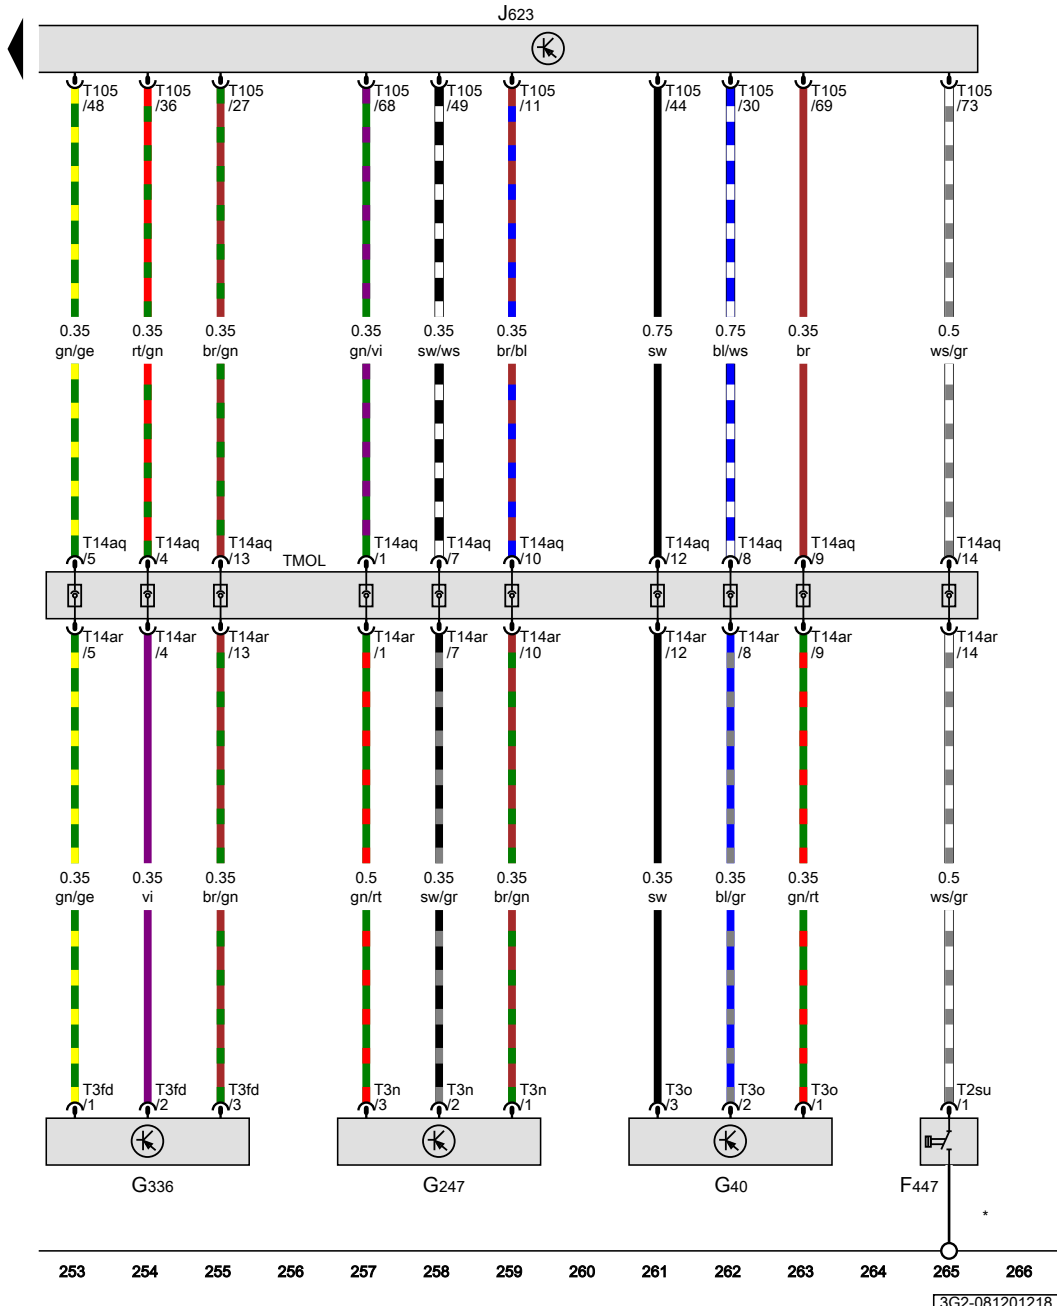 J623
T105 T105 T105 T105 T105 T105 T105 T105 T105 T105
/48 /36 /27 /68 /49 /11 /44 /30 /69 /73
0.35 0.35 0.35 0.35 0.35 0.35 0.75 0.75 0.35 0.5
gn/ge rt/gn br/gn gn/vi sw/ws br/bl sw bl/ws br ws/gr
T14aq T14aq T14aq T14aq T14aq T14aq T14aq T14aq T14aq T14aq
/5 /4 /13 TMOL /1 /7 /10 /12 /8 /9 /14
T14ar T14ar T14ar T14ar T14ar T14ar T14ar T14ar T14ar T14ar
/5 /4 /13 /1 /7 /10 /12 /8 /9 /14
0.35 0.35 0.35 0.5 0.35 0.35 0.35 0.35 0.35 0.5
gn/ge vi br/gn gn/rt sw/gr br/gn sw bl/gr gn/rt ws/gr
T3fd T3fd T3fd T3n T3n T3n T3o T3o T3o T2su
/1 /2 /3 /3 /2 /1 /3 /2 /1 /1
G336 G247 G40 F447
*
253 254 255 256 257 258 259 260 261 262 263 264 265 266
3G2-081201218